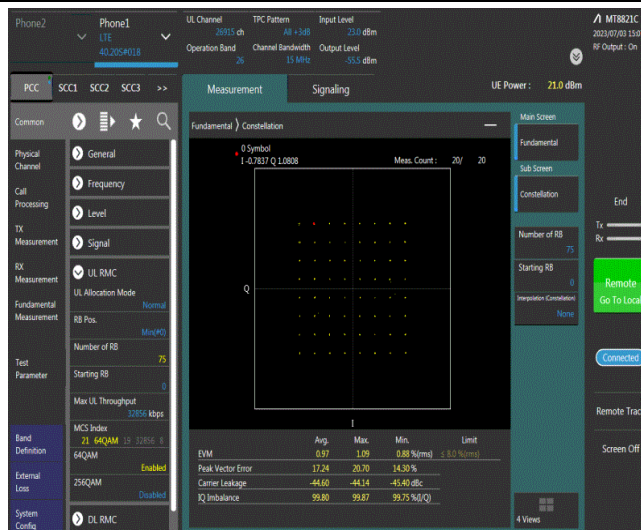 Phone2
Phone1
LTE
40.20S#018
UL Channel
26915 ch
TPC Pattern
All +3dB
Input Level
23.0 dBm
Operation Band
26
Channel Bandwidth
15 MHz
Output Level
-55.5 dBm
MT8821C
2023/07/03 15:0
RF Output : On
PCC SCC1 SCC2 SCC3 >>
Measurement
Signaling
UE Power : 21.0 dBm
Common
Physical Channel
Call Processing
TX Measurement
RX Measurement
Fundamental Measurement
Test Parameter
Band Definition
External Loss
System Config
General
Frequency
Level
Signal
UL RMC
UL Allocation Mode
Normal
RB Pos.
Min(#0)
Number of RB
75
Starting RB
0
Max UL Throughput
32856 kbps
MCS Index
21 64QAM 19 32856 6
64QAM
Enabled
256QAM
Disabled
DL RMC
Fundamental 〉 Constellation
0 Symbol
I -0.7837 Q 1.0808
Meas. Count : 20/ 20
Q
I
Avg. Max. Min. Limit
EVM 0.97 1.09 0.88 %(rms) ≤ 8.0 %(rms)
Peak Vector Error 17.24 20.70 14.30 %
Carrier Leakage -44.60 -44.14 -45.40 dBc
IQ Imbalance 99.80 99.87 99.75 %(I/Q)
Main Screen
Fundamental
Sub Screen
Constellation
Number of RB
75
Starting RB
0
Interpolation (Constellation)
None
4 Views
End
Tx
Rx
Remote
Go To Local
Connected
Remote Trac
Screen Off